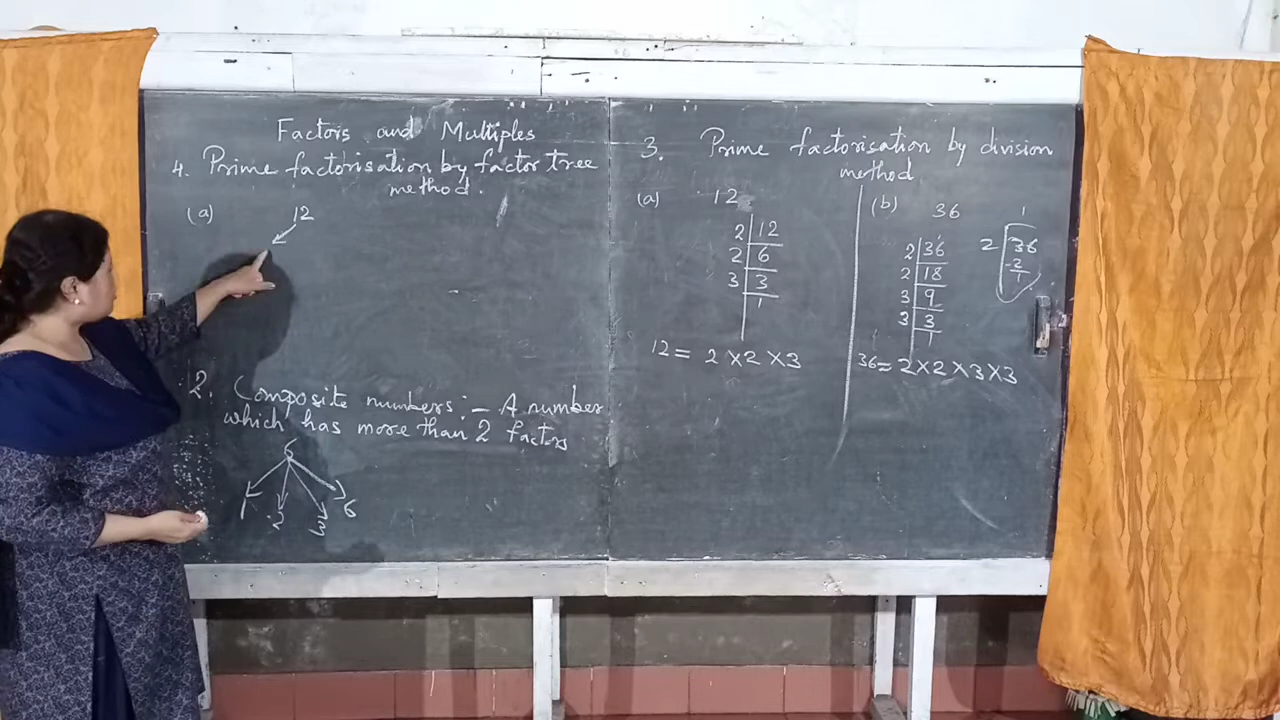 Factors and Multiples
4. Prime factorisation by factor tree
method.
(a) 12
2. Composite numbers: - A number
which has more than 2 factors
6
1 2 3 6
3. Prime factorisation by division
method
(a) 12
2 | 12
2 | 6
3 | 3
1
12 = 2 × 2 × 3
(b) 36
2 | 36
2 | 18
3 | 9
3 | 3
1
36 = 2 × 2 × 3 × 3
1
2 | 36
-2
1